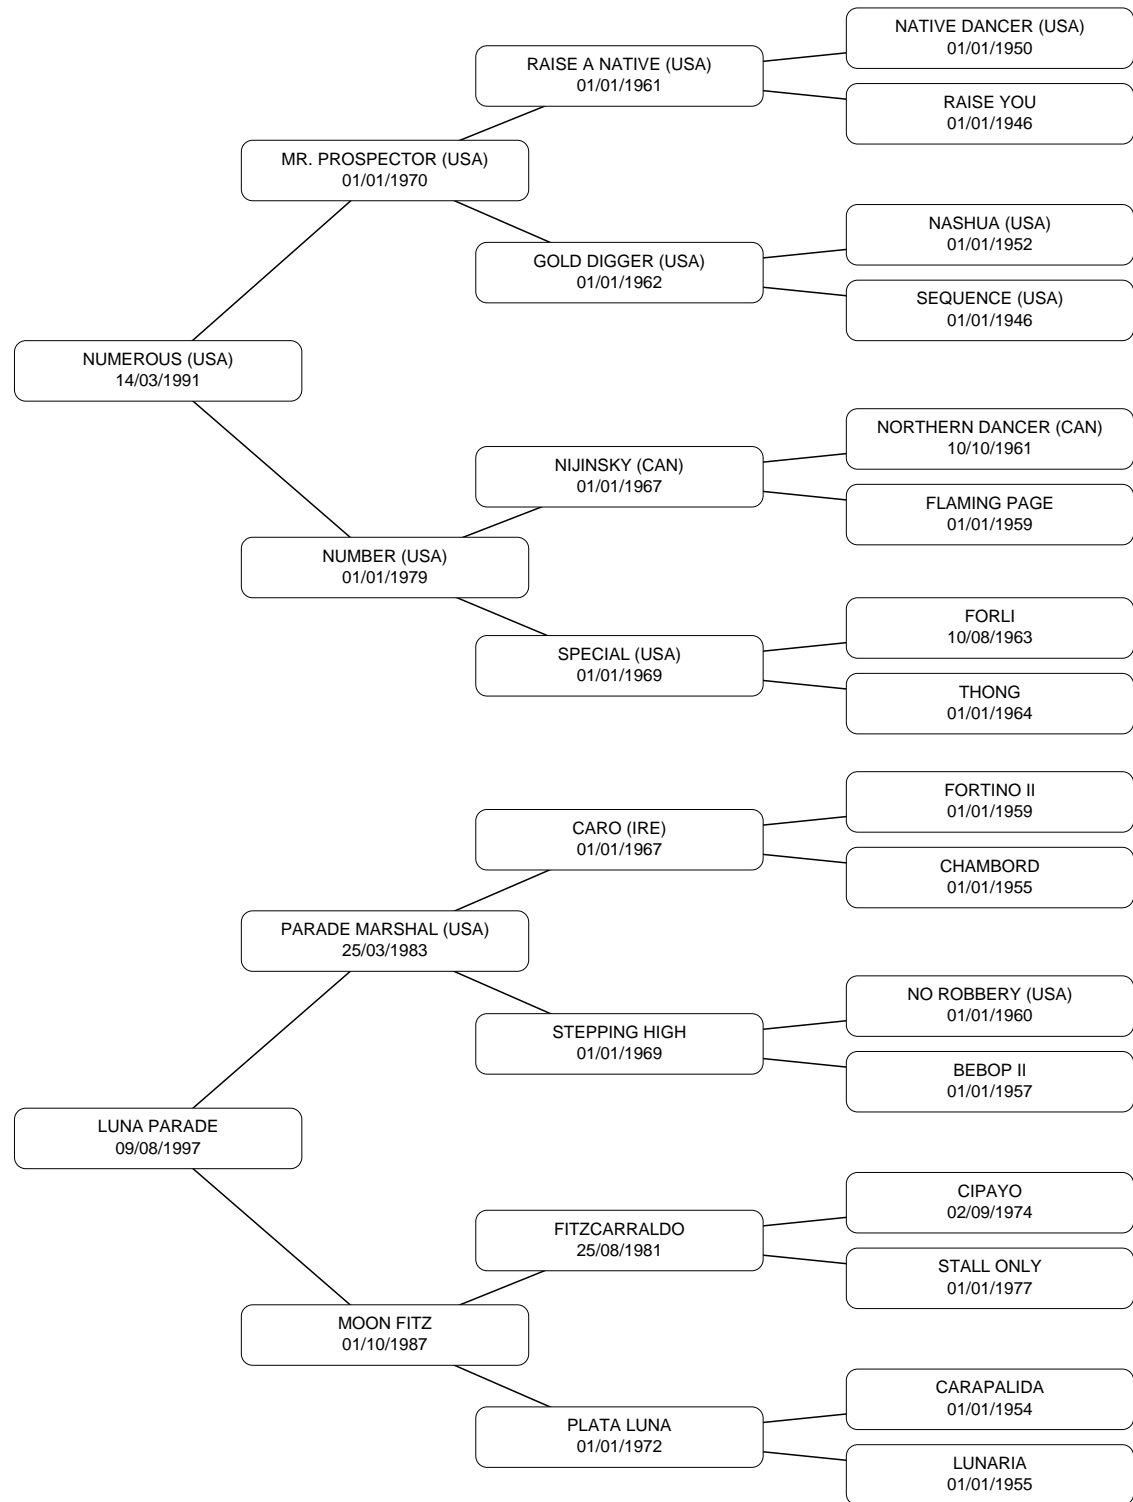 NATIVE DANCER (USA)
01/01/1950
RAISE A NATIVE (USA)
01/01/1961
RAISE YOU
01/01/1946
MR. PROSPECTOR (USA)
01/01/1970
NASHUA (USA)
01/01/1952
GOLD DIGGER (USA)
01/01/1962
SEQUENCE (USA)
01/01/1946
NUMEROUS (USA)
14/03/1991
NORTHERN DANCER (CAN)
10/10/1961
NIJINSKY (CAN)
01/01/1967
FLAMING PAGE
01/01/1959
NUMBER (USA)
01/01/1979
FORLI
10/08/1963
SPECIAL (USA)
01/01/1969
THONG
01/01/1964
FORTINO II
01/01/1959
CARO (IRE)
01/01/1967
CHAMBORD
01/01/1955
PARADE MARSHAL (USA)
25/03/1983
NO ROBBERY (USA)
01/01/1960
STEPPING HIGH
01/01/1969
BEBOP II
01/01/1957
LUNA PARADE
09/08/1997
CIPAYO
02/09/1974
FITZCARRALDO
25/08/1981
STALL ONLY
01/01/1977
MOON FITZ
01/10/1987
CARAPALIDA
01/01/1954
PLATA LUNA
01/01/1972
LUNARIA
01/01/1955